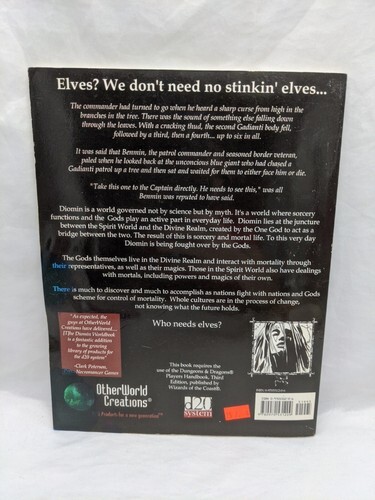 Elves? We don't need no stinkin' elves...
The commander had turned to go when he heard a sharp curse from high in the
branches in the tree. There was the sound of something else falling down
through the leaves. With a cracking thud, the second Gadianti body fell,
followed by a third, then a fourth... up to six in all.
It was said that Benmin, the patrol commander and seasoned border veteran,
paled when he looked back at the unconcious blue giant who had chased a
Gadianti patrol up a tree and then sat and waited for them to either face him or die.
"Take this one to the Captain directly. He needs to see this," was all
Benmin was reputed to have said.
Diomin is a world governed not by science but by myth. It's a world where sorcery
functions and the Gods play an active part in everyday life. Diomin lies at the juncture
between the Spirit World and the Divine Realm, created by the One God to act as a
bridge between the two. The result of this is sorcery and mortal life. To this very day
Diomin is being fought over by the Gods.
The Gods themselves live in the Divine Realm and interact with mortality through
their representatives, as well as their magics. Those in the Spirit World also have dealings
with mortals, including powers and magics of their own.
There is much to discover and much to accomplish as nations fight with nations and Gods
scheme for control of mortality. Whole cultures are in the process of change,
not knowing what the future holds.
Who needs elves?
"As expected, the
guys at OtherWorld
Creations have delivered...
[T]he Diomin Worldbook
is a fantastic addition
to the growing
library of products for
the d20 system"
-Clark Peterson,
Necromancer Games
OtherWorld
Creations®
Products for a new generation™
This book requires the
use of the Dungeons & Dragons®
Players Handbook, Third
Edition, published by
Wizards of the Coast®.
d20
system